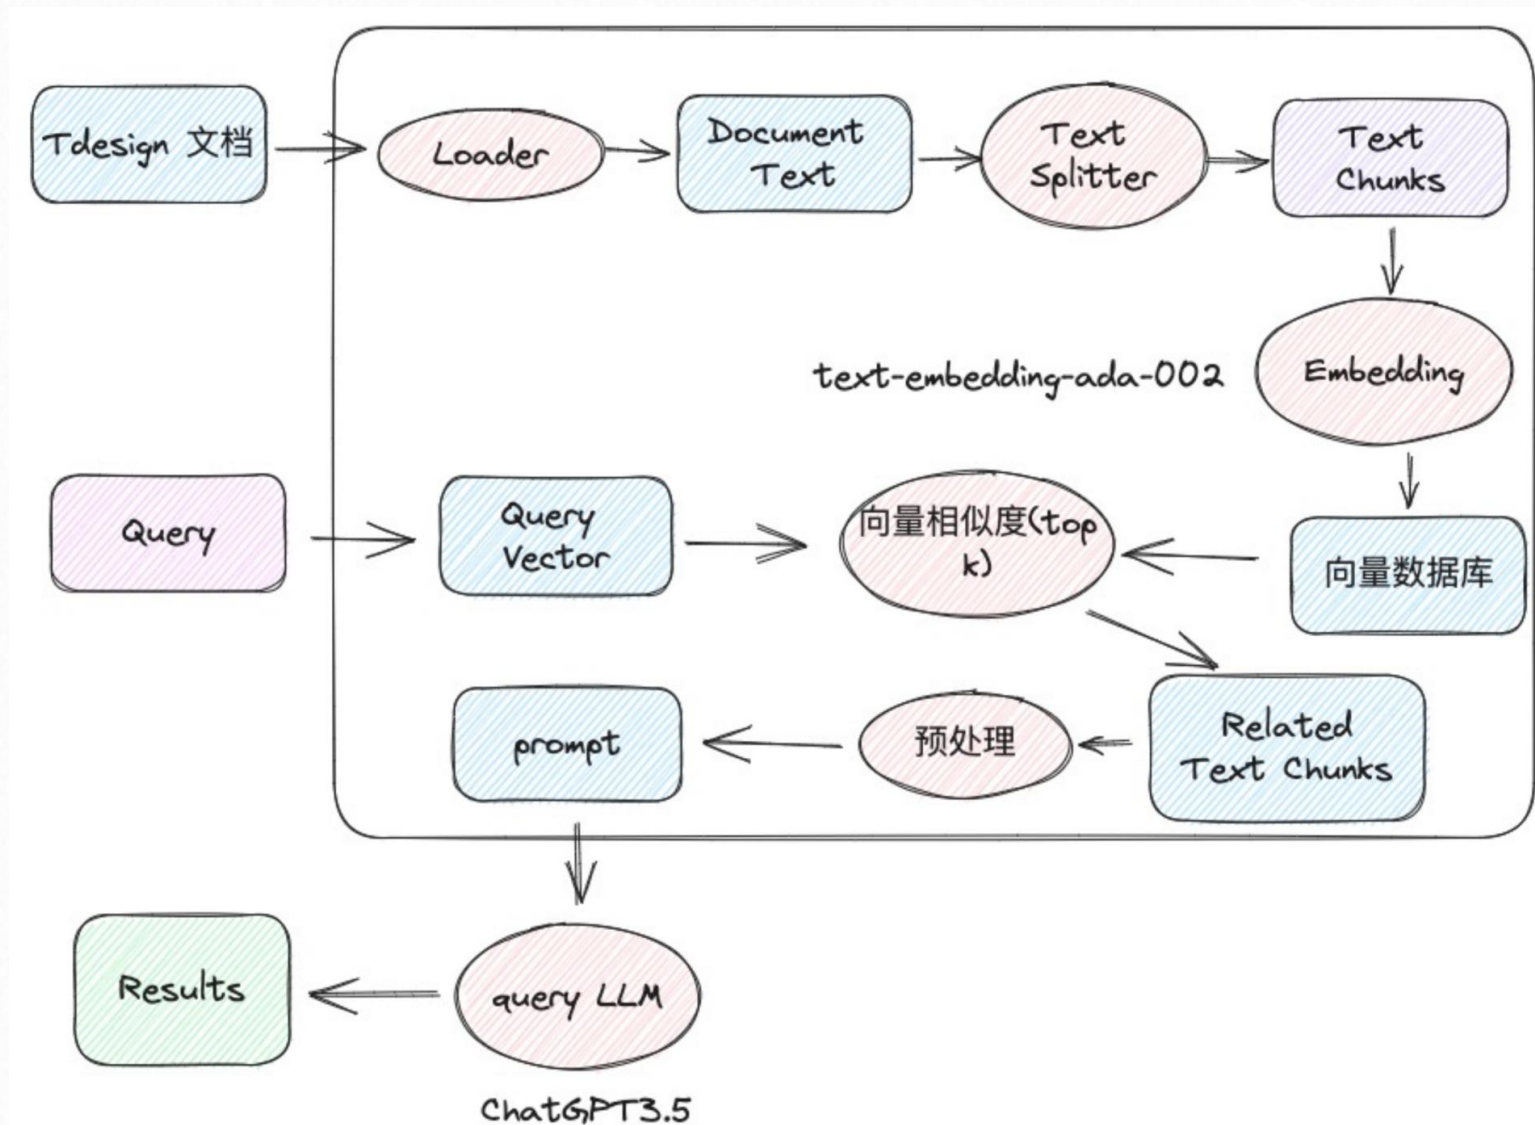 Tdesign 文档
Loader
Document
Text
Text
Splitter
Text
Chunks
text-embedding-ada-002
Embedding
Query
Query
Vector
向量相似度(top
k)
向量数据库
prompt
预处理
Related
Text Chunks
Results
query LLM
ChatGPT3.5